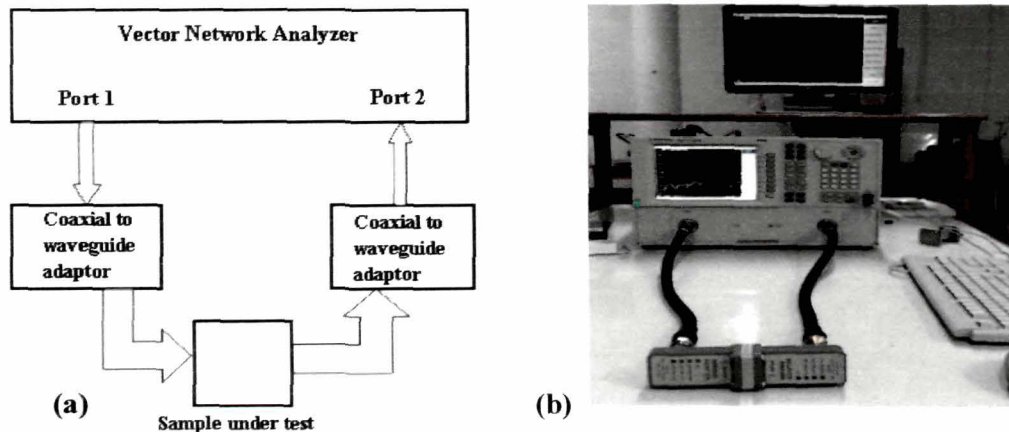 Vector Network Analyzer
Port 1
Port 2
Coaxial to
waveguide
adaptor
Coaxial to
waveguide
adaptor
Sample under test
(a)
(b)